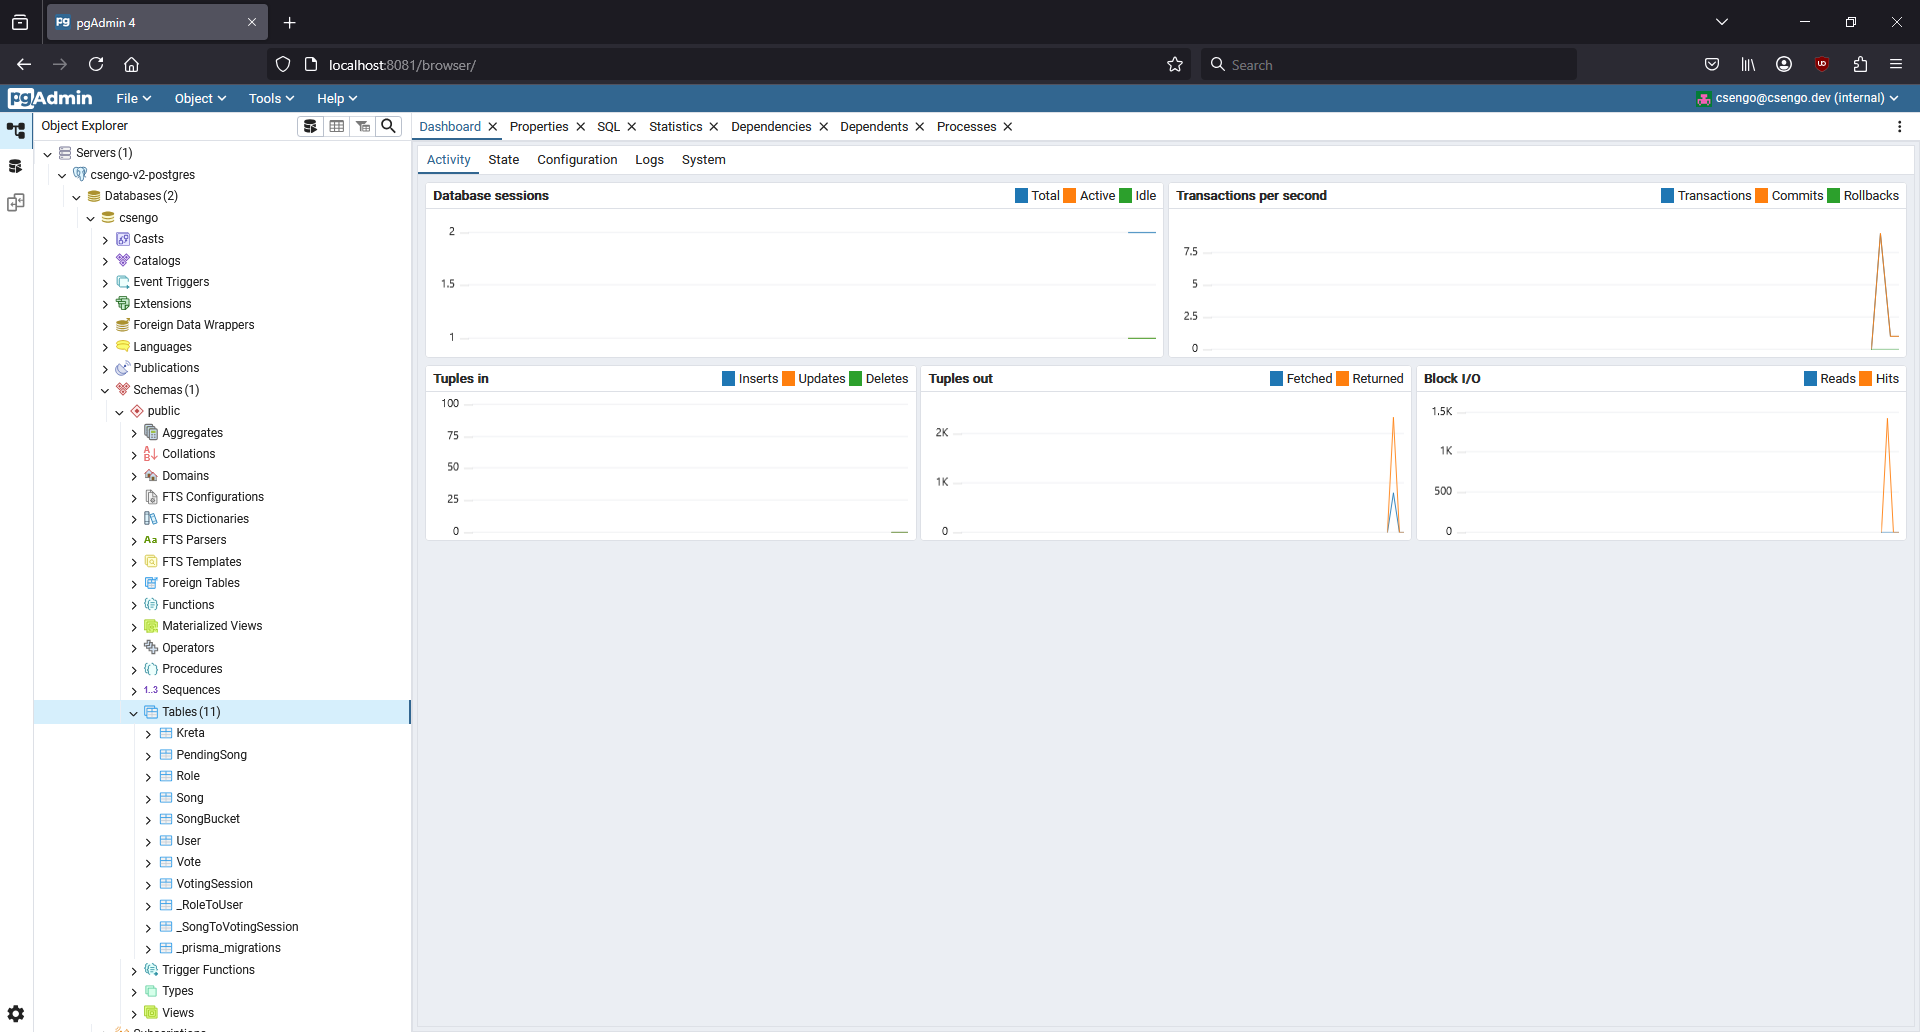 pgAdmin 4
localhost:8081/browser/
Search
pgAdmin File Object Tools Help csengo@csengo.dev (internal)
Object Explorer
Dashboard Properties SQL Statistics Dependencies Dependents Processes
Activity State Configuration Logs System
Servers (1)
csengo-v2-postgres
Databases (2)
csengo
Casts
Catalogs
Event Triggers
Extensions
Foreign Data Wrappers
Languages
Publications
Schemas (1)
public
Aggregates
Collations
Domains
FTS Configurations
FTS Dictionaries
Aa FTS Parsers
FTS Templates
Foreign Tables
Functions
Materialized Views
Operators
Procedures
1..3 Sequences
Tables (11)
Kreta
PendingSong
Role
Song
SongBucket
User
Vote
VotingSession
_RoleToUser
_SongToVotingSession
_prisma_migrations
Trigger Functions
Types
Views
Subscriptions
Database sessions Total Active Idle
2
1.5
1
Transactions per second Transactions Commits Rollbacks
7.5
5
2.5
0
Tuples in Inserts Updates Deletes
100
75
50
25
0
Tuples out Fetched Returned
2K
1K
0
Block I/O Reads Hits
1.5K
1K
500
0